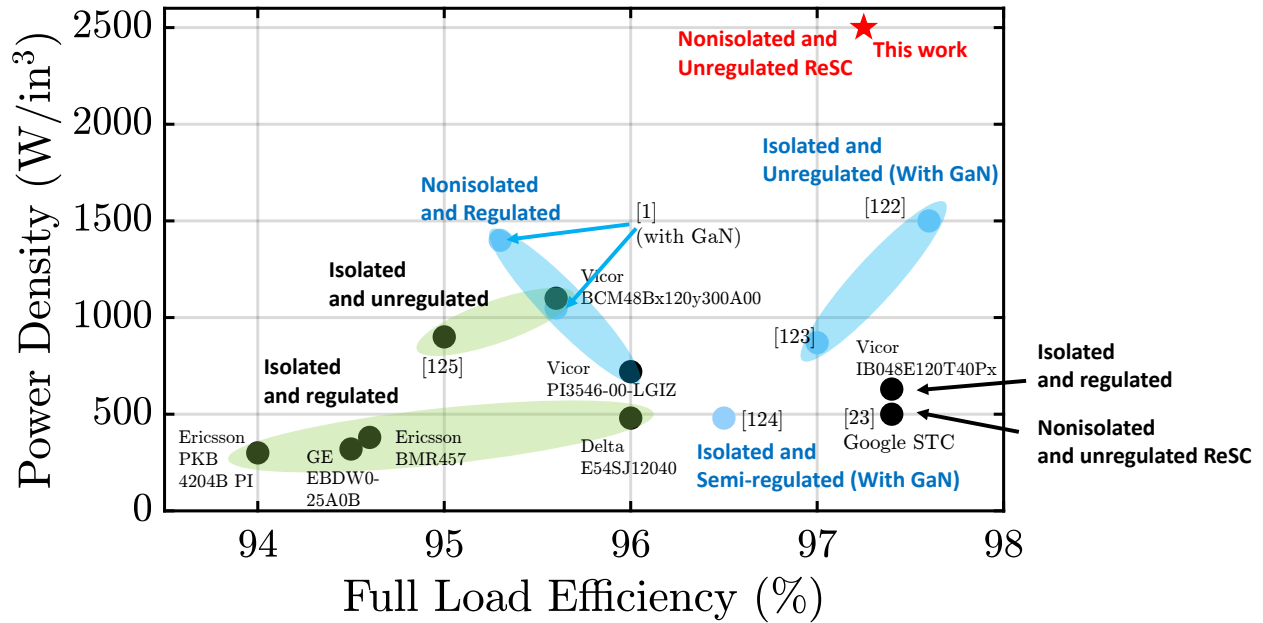 2500
2000
1500
1000
500
0
Power Density (W/in³)
94
95
96
97
98
Full Load Efficiency (%)
Nonisolated and
Unregulated ReSC
This work
Isolated and
Unregulated (With GaN)
[122]
[123]
Nonisolated
and Regulated
[1]
(with GaN)
Isolated
and unregulated
Vicor
BCM48Bx120y300A00
[125]
Isolated
and regulated
Vicor
PI3546-00-LGIZ
Vicor
IB048E120T40Px
Isolated
and regulated
[23]
Google STC
Nonisolated
and unregulated ReSC
[124]
Isolated and
Semi-regulated (With GaN)
Ericsson
PKB
4204B PI
GE
EBDW0-
25A0B
Ericsson
BMR457
Delta
E54SJ12040